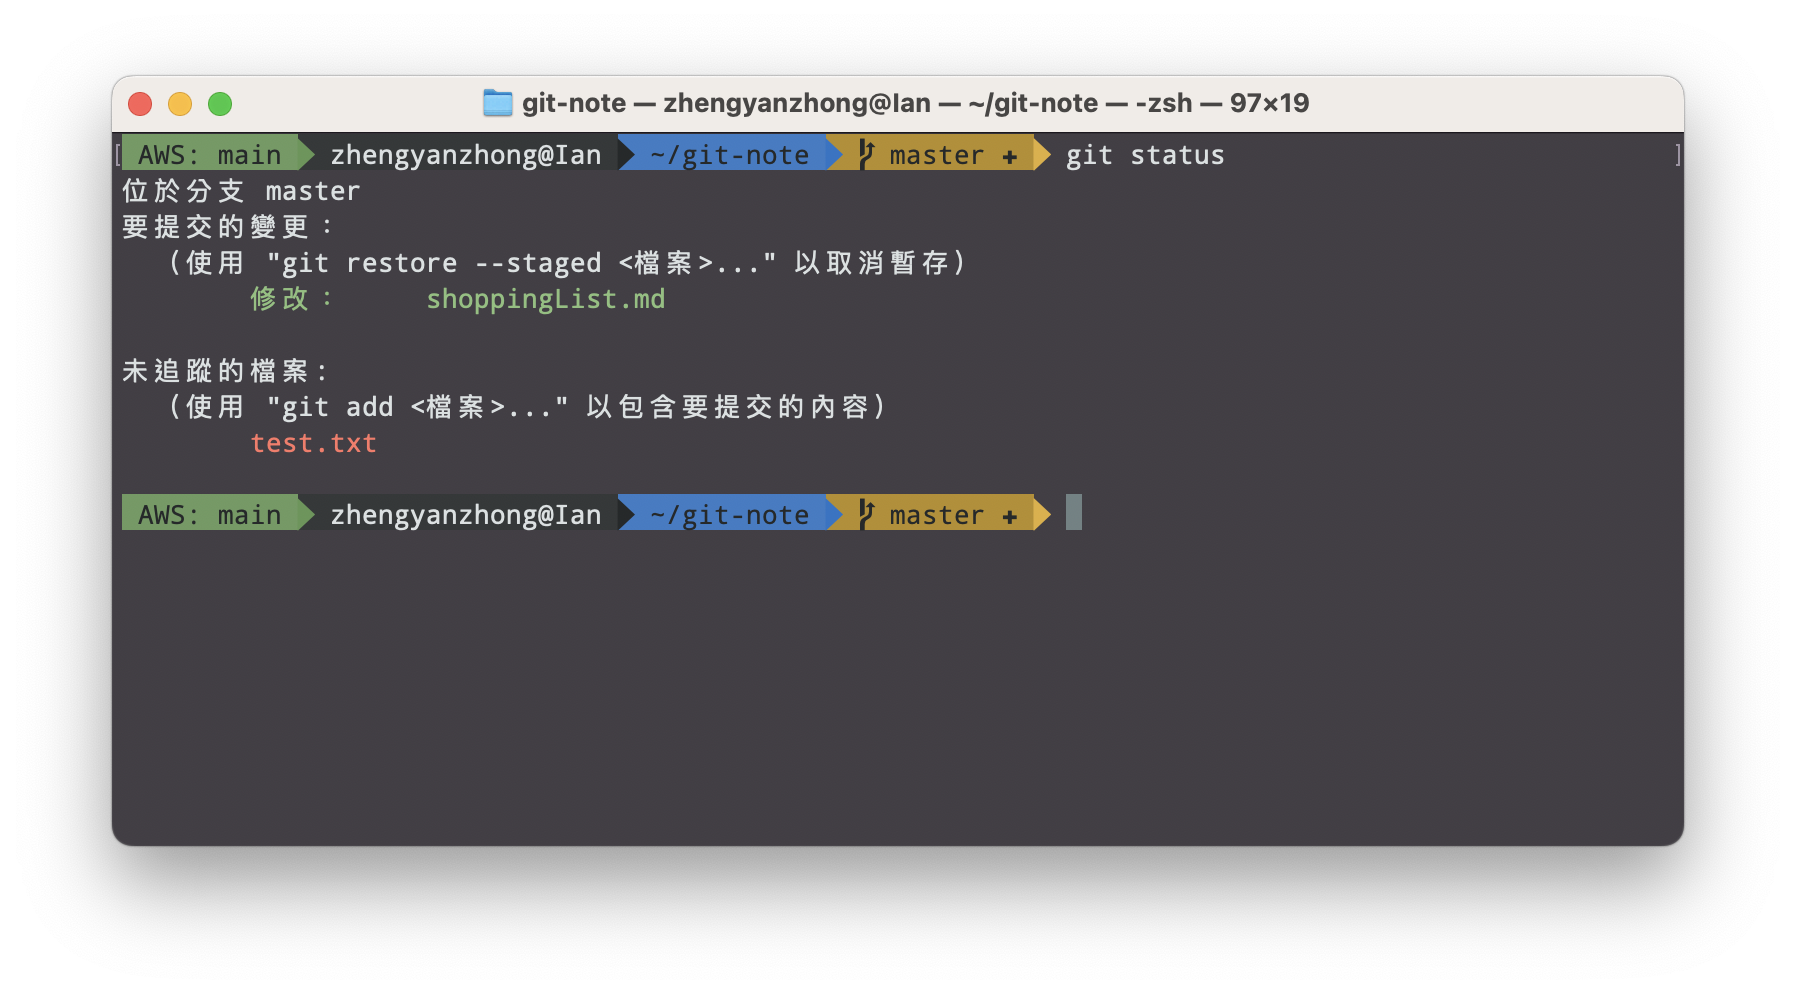 git-note — zhengyanzhong@Ian — ~/git-note — -zsh — 97×19
[ AWS: main zhengyanzhong@Ian ~/git-note master ✚ git status ]
位於分支 master
要提交的變更：
  （使用 "git restore --staged <檔案>..." 以取消暫存）
        修改：      shoppingList.md
未追蹤的檔案:
  （使用 "git add <檔案>..." 以包含要提交的內容）
        test.txt
AWS: main zhengyanzhong@Ian ~/git-note master ✚